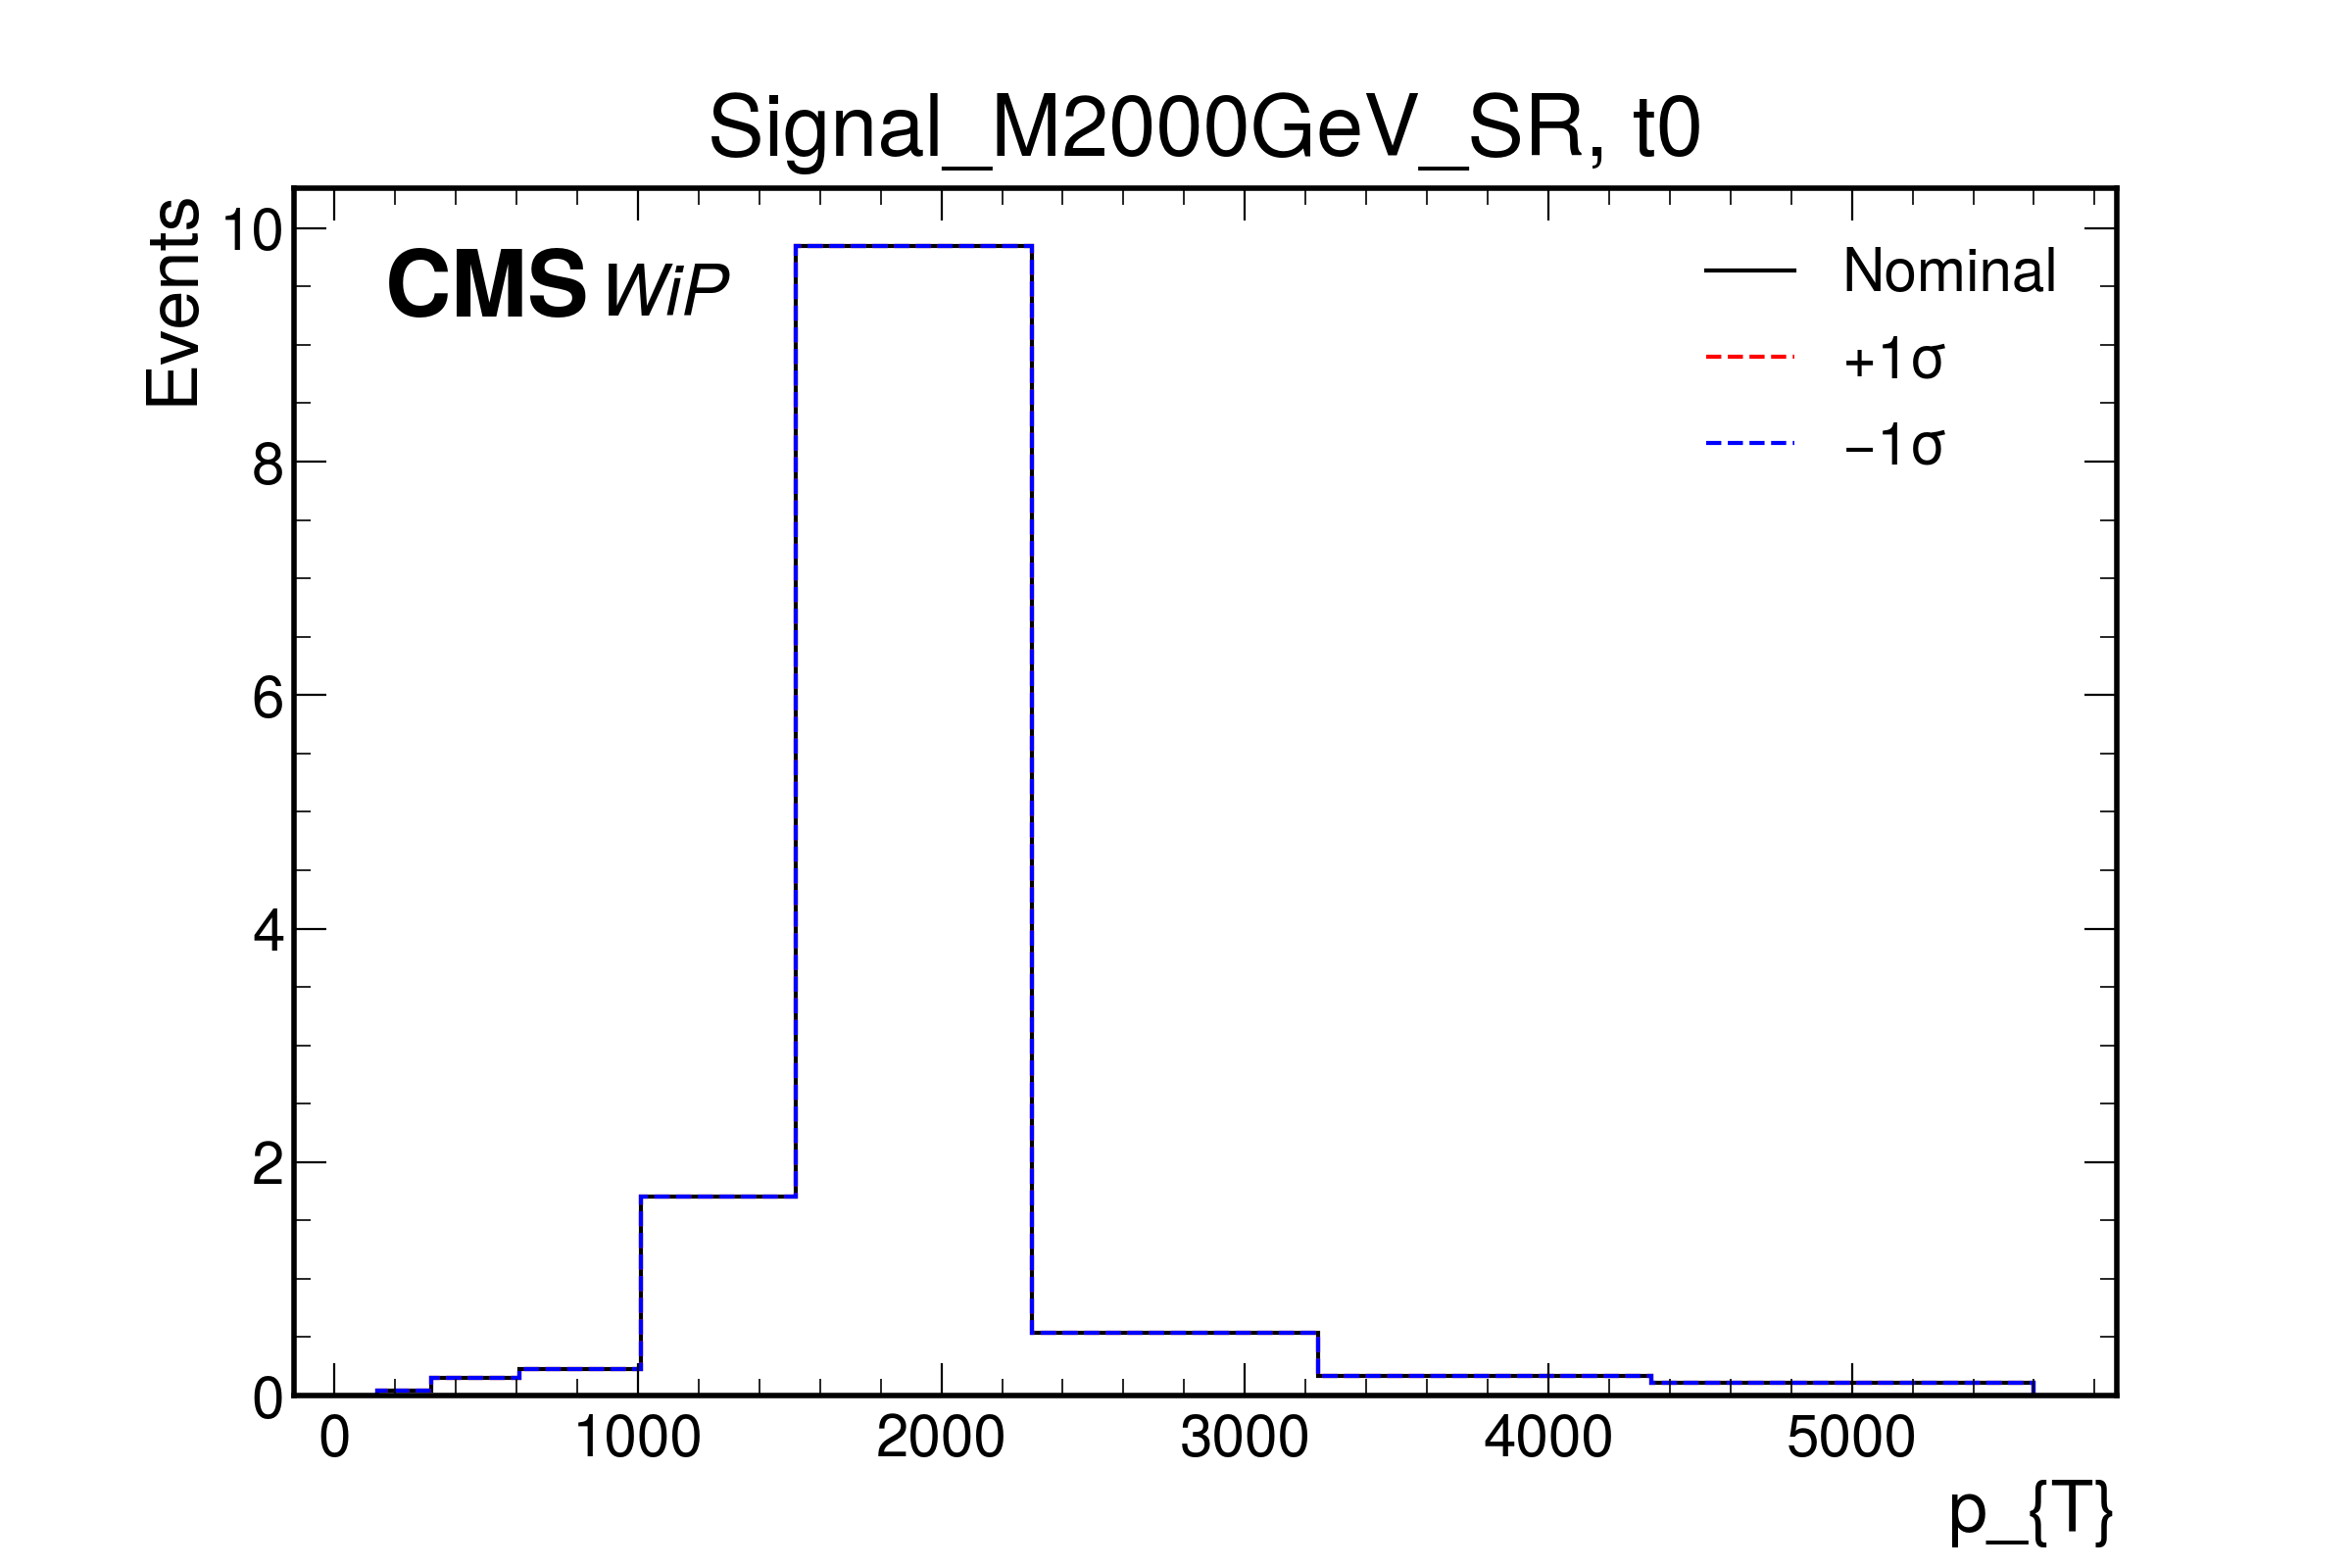 Signal_M2000GeV_SR, t0
Events
CMS WiP
Nominal
+1σ
−1σ
10
8
6
4
2
0
0 1000 2000 3000 4000 5000
p_{T}